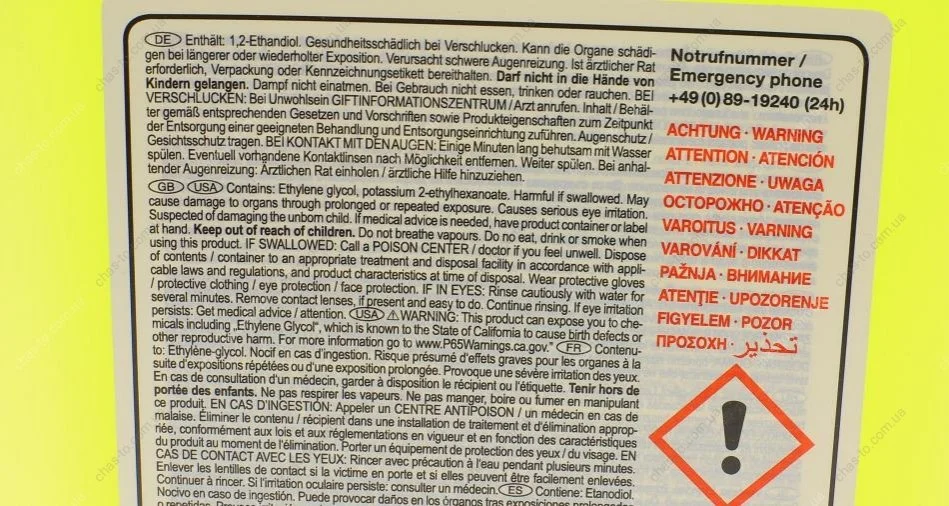 DE Enthält: 1,2-Ethandiol. Gesundheitsschädlich bei Verschlucken. Kann die Organe schädi-
gen bei längerer oder wiederholter Exposition. Verursacht schwere Augenreizung. Ist ärztlicher Rat
erforderlich, Verpackung oder Kennzeichnungsetikett bereithalten. Darf nicht in die Hände von
Kindern gelangen. Dampf nicht einatmen. Bei Gebrauch nicht essen, trinken oder rauchen. BEI
VERSCHLUCKEN: Bei Unwohlsein GIFTINFORMATIONSZENTRUM / Arzt anrufen. Inhalt / Behäl-
ter gemäß entsprechenden Gesetzen und Vorschriften sowie Produkteigenschaften zum Zeitpunkt
der Entsorgung einer geeigneten Behandlung und Entsorgungseinrichtung zuführen. Augenschutz /
Gesichtsschutz tragen. BEI KONTAKT MIT DEN AUGEN: Einige Minuten lang behutsam mit Wasser
spülen. Eventuell vorhandene Kontaktlinsen nach Möglichkeit entfernen. Weiter spülen. Bei anhal-
tender Augenreizung: Ärztlichen Rat einholen / ärztliche Hilfe hinzuziehen.
GB USA Contains: Ethylene glycol, potassium 2-ethylhexanoate. Harmful if swallowed. May
cause damage to organs through prolonged or repeated exposure. Causes serious eye irritation.
Suspected of damaging the unborn child. If medical advice is needed, have product container or label
at hand. Keep out of reach of children. Do not breathe vapours. Do no eat, drink or smoke when
using this product. IF SWALLOWED: Call a POISON CENTER / doctor if you feel unwell. Dispose
of contents / container to an appropriate treatment and disposal facility in accordance with appli-
cable laws and regulations, and product characteristics at time of disposal. Wear protective gloves
/ protective clothing / eye protection / face protection. IF IN EYES: Rinse cautiously with water for
several minutes. Remove contact lenses, if present and easy to do. Continue rinsing. If eye irritation
persists: Get medical advice / attention. USA ⚠WARNING: This product can expose you to che-
micals including „Ethylene Glycol", which is known to the State of California to cause birth defects or
other reproductive harm. For more information go to www.P65Warnings.ca.gov." FR Contenu-
to: Ethylène-glycol. Nocif en cas d'ingestion. Risque présumé d'effets graves pour les organes à la
suite d'expositions répétées ou d'une exposition prolongée. Provoque une sévère irritation des yeux.
En cas de consultation d'un médecin, garder à disposition le récipient ou l'étiquette. Tenir hors de
portée des enfants. Ne pas respirer les vapeurs. Ne pas manger, boire ou fumer en manipulant
ce produit. EN CAS D'INGESTION: Appeler un CENTRE ANTIPOISON / un médecin en cas de
malaise. Éliminer le contenu / récipient dans une installation de traitement et d'élimination approp-
riée, conformément aux lois et aux réglementations en vigueur et en fonction des caractéristiques
du produit au moment de l'élimination. Porter un équipement de protection des yeux / du visage. EN
CAS DE CONTACT AVEC LES YEUX: Rincer avec précaution à l'eau pendant plusieurs minutes.
Enlever les lentilles de contact si la victime en porte et si elles peuvent être facilement enlevées.
Continuer à rincer. Si l'irritation oculaire persiste: consulter un médecin. ES Contiene: Etanodiol.
Nocivo en caso de ingestión. Puede provocar daños en los órganos tras exposiciones prolongadas
Notrufnummer /
Emergency phone
+49 (0) 89-19240 (24h)
ACHTUNG · WARNING
ATTENTION · ATENCIÓN
ATTENZIONE · UWAGA
ОСТОРОЖНО · ATENÇÃO
VAROITUS · VARNING
VAROVÁNÍ · DIKKAT
PAŽNJA · ВНИМАНИЕ
ATENŢIE · UPOZORENJE
FIGYELEM · POZOR
ΠΡΟΣΟΧΗ · تحذير
chas-to.com.ua